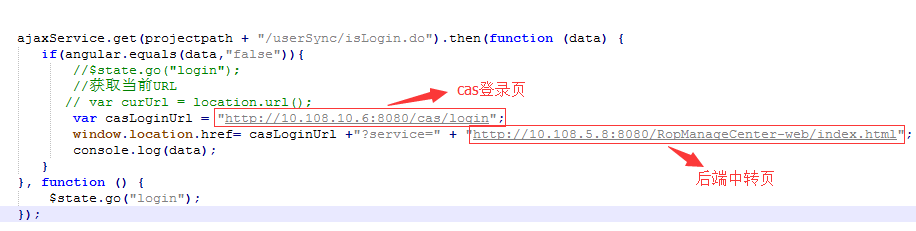 ajaxService.get(projectpath + "/userSync/isLogin.do").then(function (data) {
if(angular.equals(data,"false")){
//$state.go("login");
//获取当前URL
cas登录页
// var curUrl = location.url();
var casLoginUrl = "http://10.108.10.6:8080/cas/login";
window.location.href= casLoginUrl +"?service=" + "http://10.108.5.8:8080/RopManageCenter-web/index.html";
console.log(data);
}
}, function () {
后端中转页
$state.go("login");
});